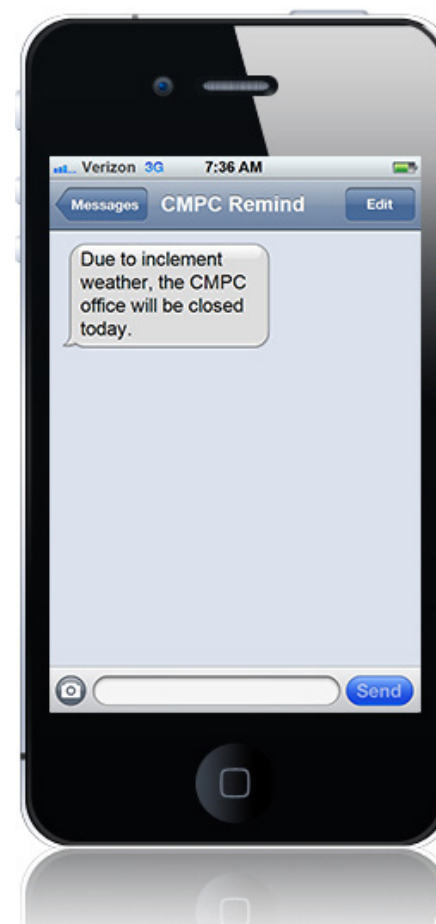 Verizon 3G 7:36 AM
Messages CMPC Remind Edit
Due to inclement
weather, the CMPC
office will be closed
today.
Send